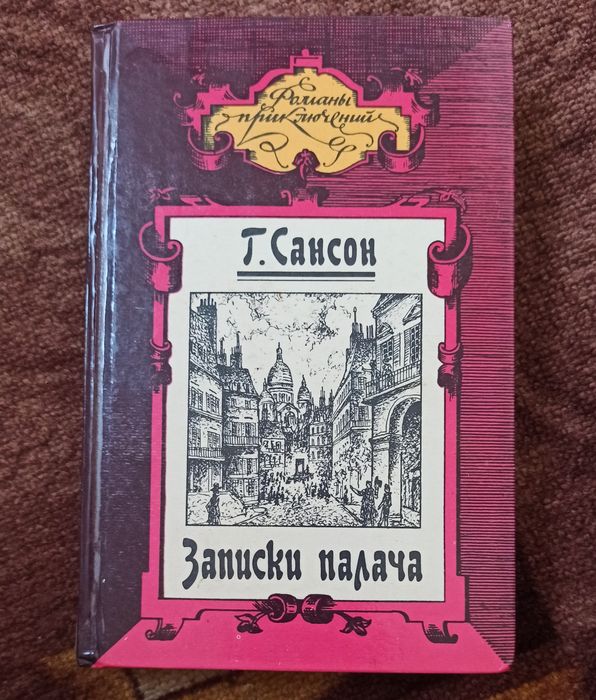 Романы
приключений
Г. Сансон
Записки палача